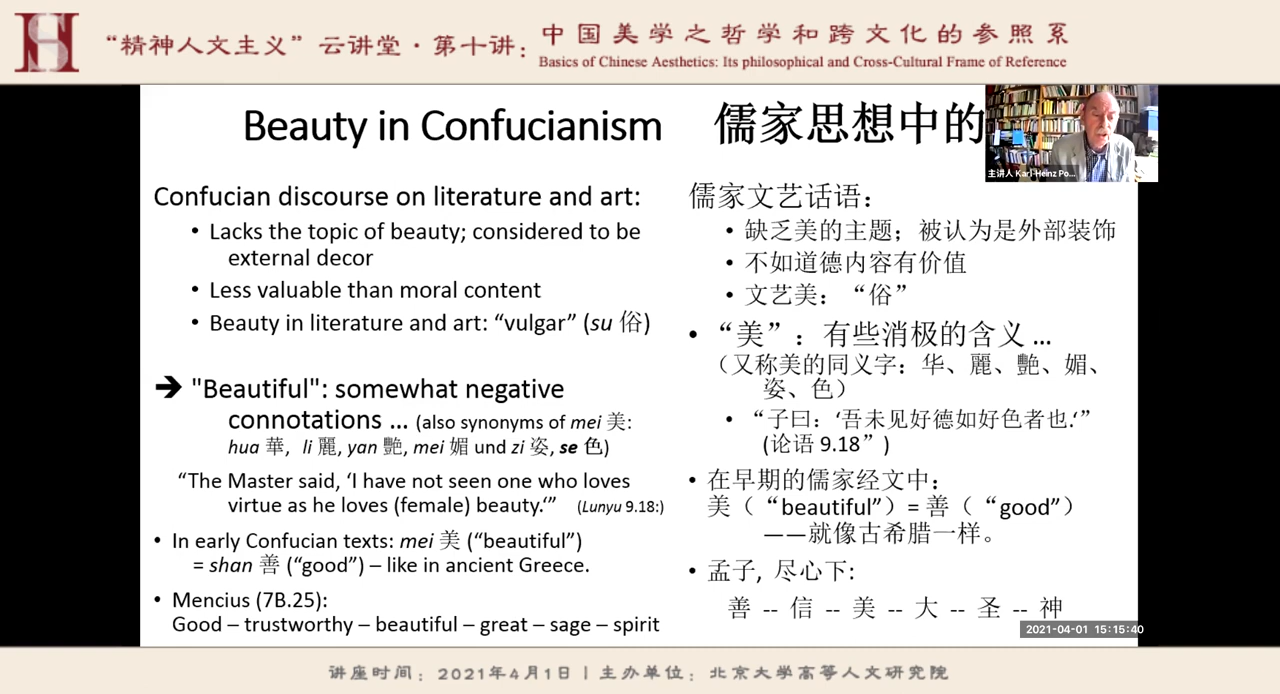 “精神人文主义”云讲堂·第十讲：
中国美学之哲学和跨文化的参照系
Basics of Chinese Aesthetics: Its philosophical and Cross-Cultural Frame of Reference
Beauty in Confucianism
儒家思想中的
主讲人 Karl-Heinz Po...
Confucian discourse on literature and art:
• Lacks the topic of beauty; considered to be
external decor
• Less valuable than moral content
• Beauty in literature and art: “vulgar” (su 俗)
➔ "Beautiful": somewhat negative
connotations ... (also synonyms of mei 美:
hua 華, li 麗, yan 艷, mei 媚 und zi 姿, se 色)
“The Master said, ‘I have not seen one who loves
virtue as he loves (female) beauty.‘” (Lunyu 9.18:)
• In early Confucian texts: mei 美 (“beautiful”)
= shan 善 (“good”) – like in ancient Greece.
• Mencius (7B.25):
Good – trustworthy – beautiful – great – sage – spirit
儒家文艺话语：
• 缺乏美的主题；被认为是外部装饰
• 不如道德内容有价值
• 文艺美：“俗”
• “美”：有些消极的含义 ...
（又称美的同义字：华、麗、艷、媚、
姿、色）
• “子曰：‘吾未见好德如好色者也.‘”
(论语 9.18”）
• 在早期的儒家经文中：
美（“beautiful”）= 善（ “good”）
——就像古希腊一样。
• 孟子, 尽心下:
善 -- 信 -- 美 -- 大 -- 圣 -- 神
2021-04-01 15:15:40
讲座时间：2021年4月1日 | 主办单位：北京大学高等人文研究院